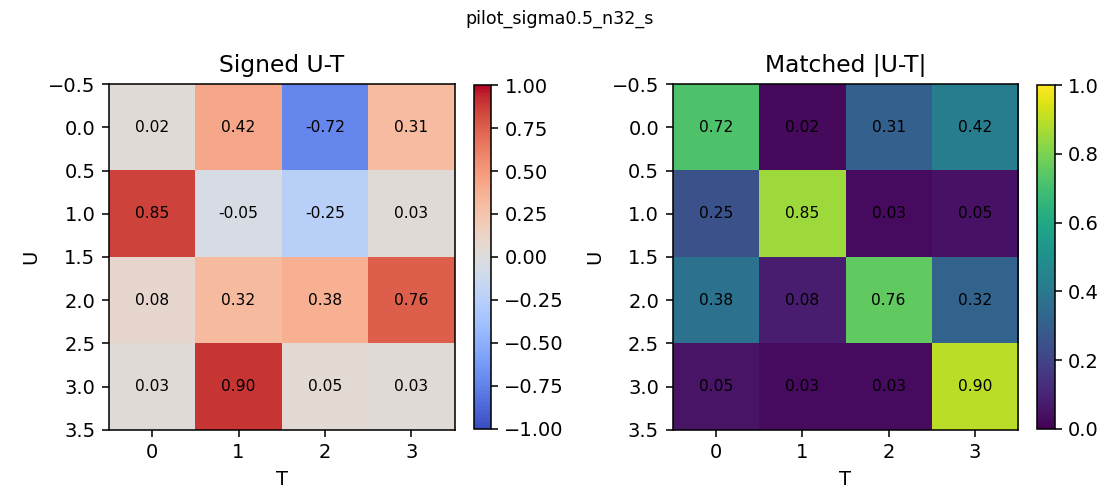 pilot_sigma0.5_n32_s
Signed U-T
−0.5
0.0
0.5
1.0
1.5
2.0
2.5
3.0
3.5
U
0.02 0.42 -0.72 0.31
0.85 -0.05 -0.25 0.03
0.08 0.32 0.38 0.76
0.03 0.90 0.05 0.03
0 1 2 3
T
1.00
0.75
0.50
0.25
0.00
−0.25
−0.50
−0.75
−1.00
Matched |U-T|
−0.5
0.0
0.5
1.0
1.5
2.0
2.5
3.0
3.5
U
0.72 0.02 0.31 0.42
0.25 0.85 0.03 0.05
0.38 0.08 0.76 0.32
0.05 0.03 0.03 0.90
0 1 2 3
T
1.0
0.8
0.6
0.4
0.2
0.0